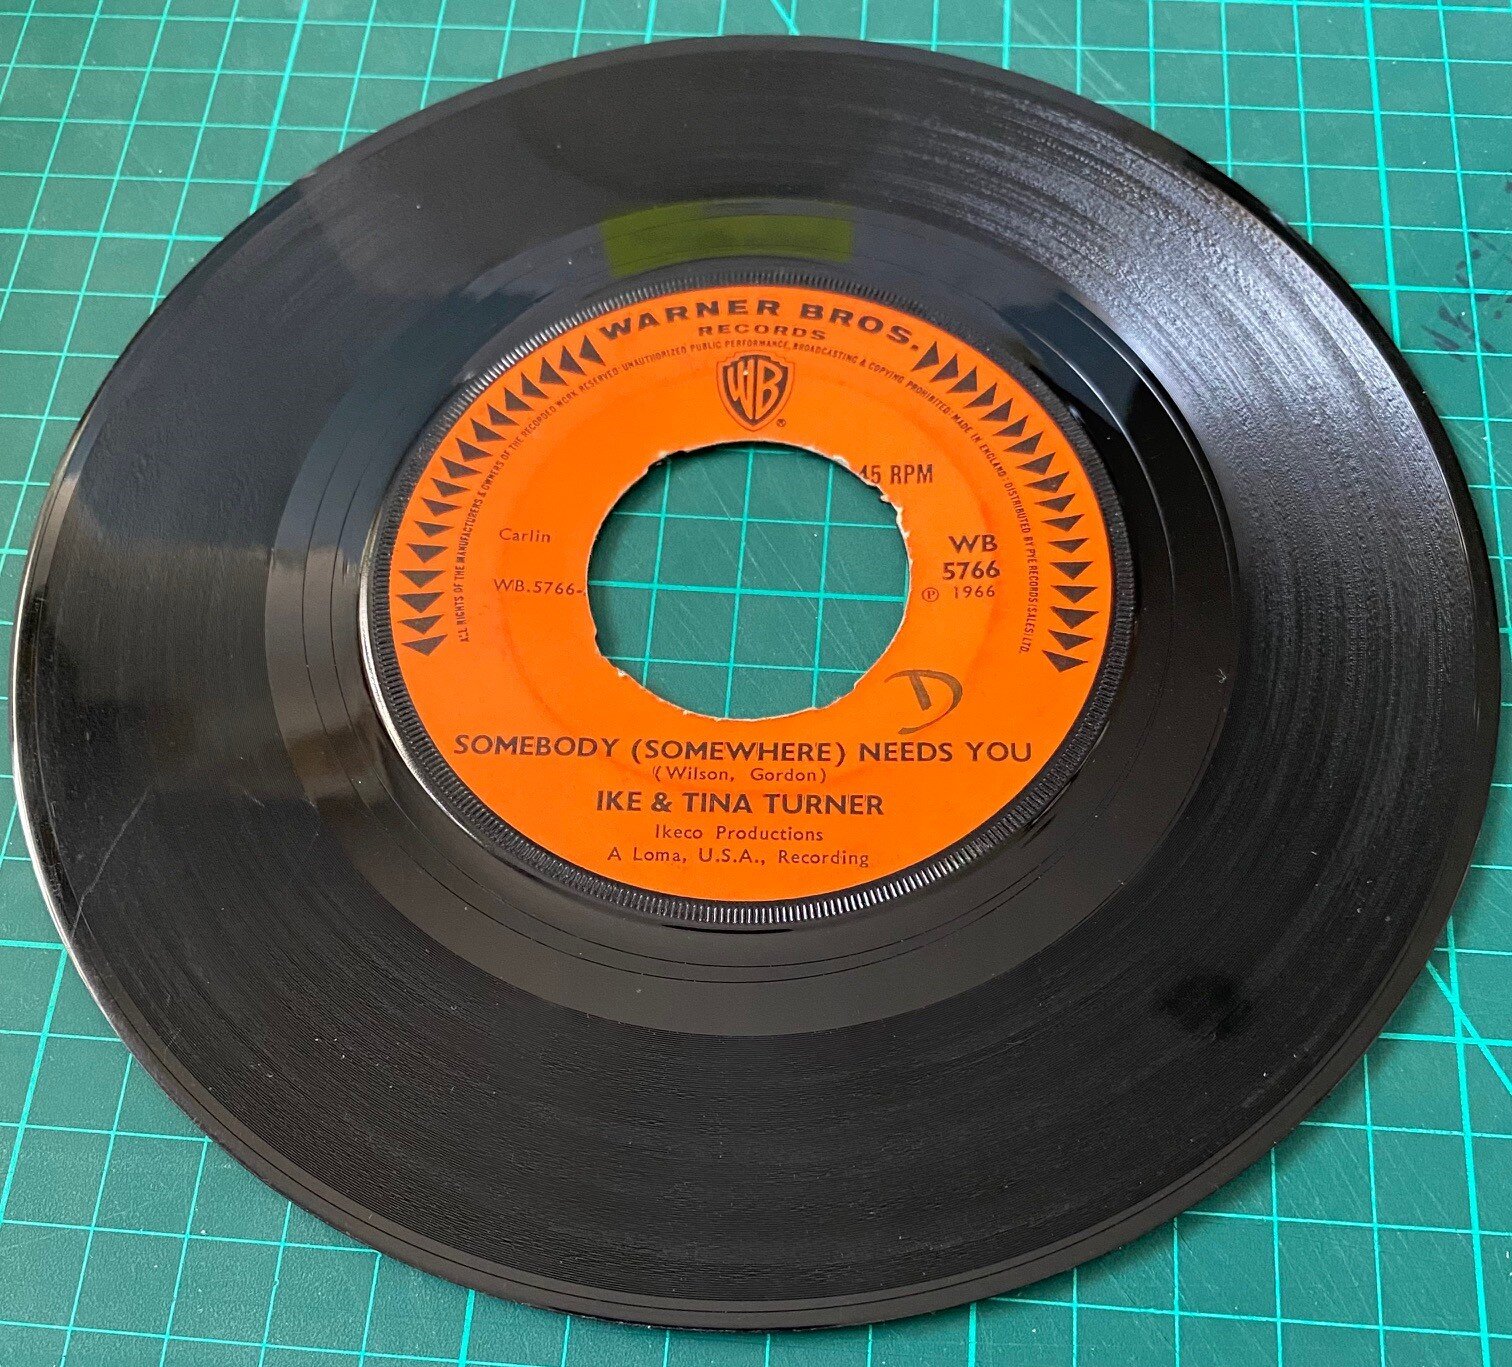 WARNER BROS.
RECORDS
ALL RIGHTS OF THE MANUFACTURERS & OWNERS OF THE RECORDED WORK RESERVED. UNAUTHORIZED PUBLIC PERFORMANCE, BROADCASTING & COPYING PROHIBITED. MADE IN ENGLAND. DISTRIBUTED BY PYE RECORDS (SALES) LTD.
WB
®
45 RPM
Carlin
WB
5766
WB.5766-
℗ 1966
D
SOMEBODY (SOMEWHERE) NEEDS YOU
(Wilson, Gordon)
IKE & TINA TURNER
Ikeco Productions
A Loma, U.S.A., Recording